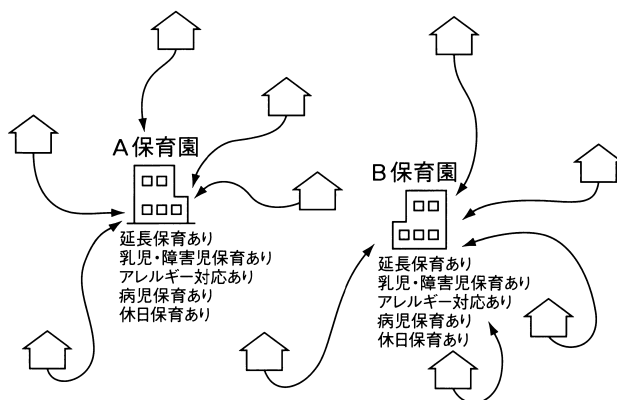 A保育園
延長保育あり
乳児・障害児保育あり
アレルギー対応あり
病児保育あり
休日保育あり
B保育園
延長保育あり
乳児・障害児保育あり
アレルギー対応あり
病児保育あり
休日保育あり